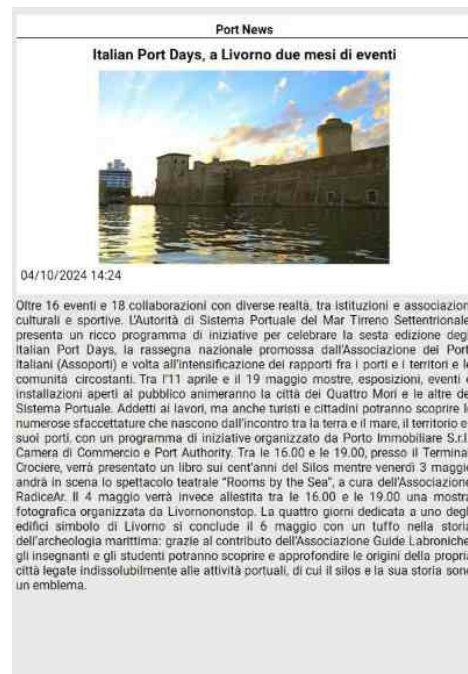 Port News
Italian Port Days, a Livorno due mesi di eventi
04/10/2024 14:24
Oltre 16 eventi e 18 collaborazioni con diverse realtà, tra istituzioni e associazion
culturali e sportive. L'Autorità di Sistema Portuale del Mar Tirreno Settentrionale
presenta un ricco programma di iniziative per celebrare la sesta edizione degl
Italian Port Days, la rassegna nazionale promossa dall'Associazione dei Port
Italiani (Assoporti) e volta all'intensificazione dei rapporti fra i porti e i territori e le
comunità circostanti. Tra l'11 aprile e il 19 maggio mostre, esposizioni, eventi e
installazioni aperti al pubblico animeranno la città dei Quattro Mori e le altre del
Sistema Portuale. Addetti ai lavori, ma anche turisti e cittadini potranno scoprire le
numerose sfaccettature che nascono dall'incontro tra la terra e il mare, il territorio e
suoi porti, con un programma di iniziative organizzato da Porto Immobiliare S.r.l.
Camera di Commercio e Port Authority. Tra le 16.00 e le 19.00, presso il Terminal
Crociere, verrà presentato un libro sui cent'anni del Silos mentre venerdì 3 maggio
andrà in scena lo spettacolo teatrale "Rooms by the Sea", a cura dell'Associazione
RadiceAr. Il 4 maggio verrà invece allestita tra le 16.00 e le 19.00 una mostra
fotografica organizzata da Livornononstop. La quattro giorni dedicata a uno degl
edifici simbolo di Livorno si conclude il 6 maggio con un tuffo nella storia
dell'archeologia marittima: grazie al contributo dell'Associazione Guide Labroniche
gli insegnanti e gli studenti potranno scoprire e approfondire le origini della propria
città legate indissolubilmente alle attività portuali, di cui il silos e la sua storia sono
un emblema.